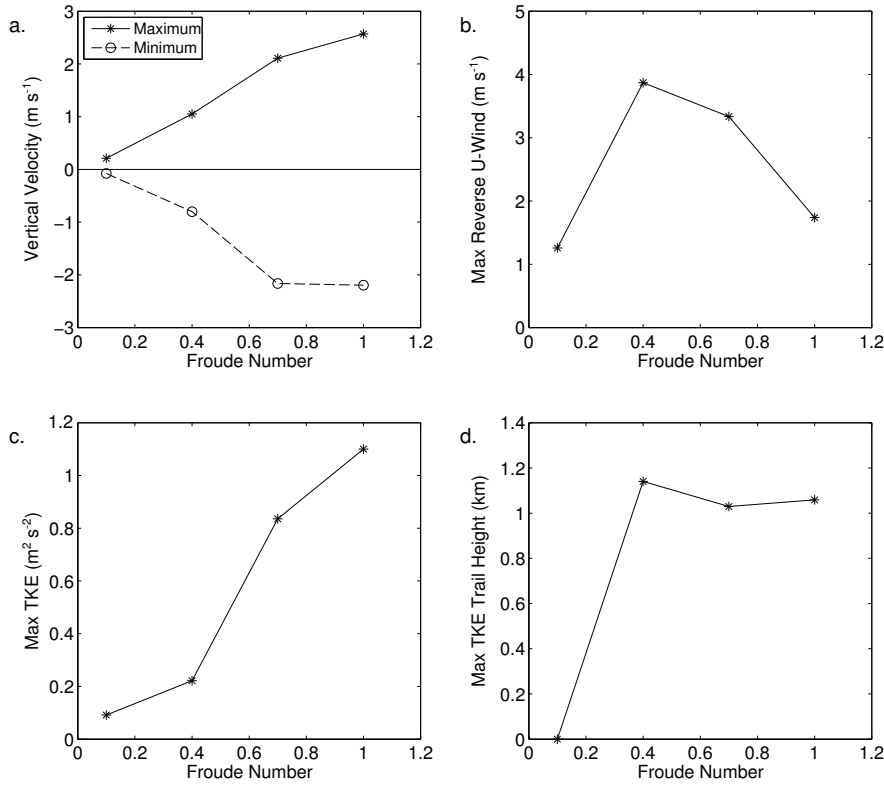 a.
3
2
1
0
−1
−2
−3
Vertical Velocity (m s⁻¹)
Maximum
Minimum
0 0.2 0.4 0.6 0.8 1 1.2
Froude Number
b.
5
4
3
2
1
0
Max Reverse U-Wind (m s⁻¹)
0 0.2 0.4 0.6 0.8 1 1.2
Froude Number
c.
1.2
1
0.8
0.6
0.4
0.2
0
Max TKE (m² s⁻²)
0 0.2 0.4 0.6 0.8 1 1.2
Froude Number
d.
1.4
1.2
1
0.8
0.6
0.4
0.2
0
Max TKE Trail Height (km)
0 0.2 0.4 0.6 0.8 1 1.2
Froude Number